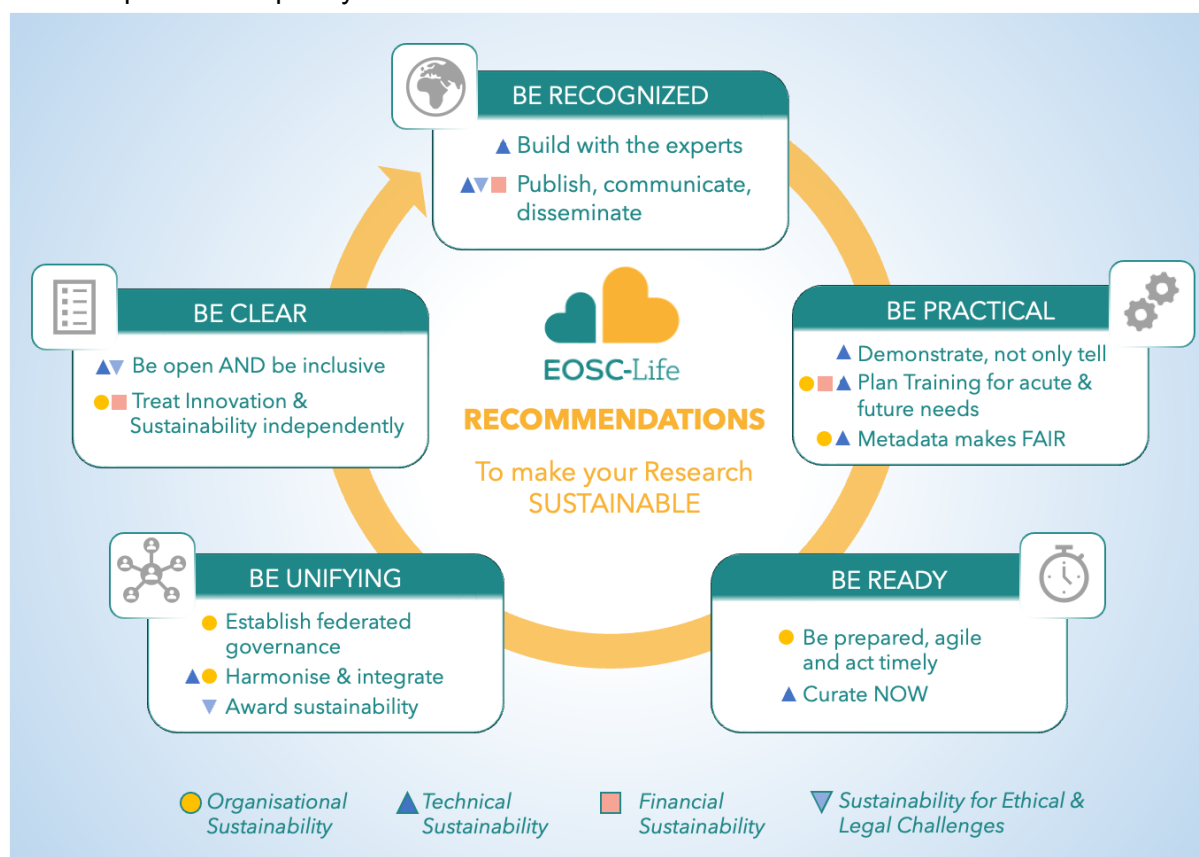 BE RECOGNIZED
Build with the experts
Publish, communicate,
disseminate
BE CLEAR
Be open AND be inclusive
Treat Innovation &
Sustainability independently
EOSC-Life
RECOMMENDATIONS
To make your Research
SUSTAINABLE
BE PRACTICAL
Demonstrate, not only tell
Plan Training for acute &
future needs
Metadata makes FAIR
BE UNIFYING
Establish federated
governance
Harmonise & integrate
Award sustainability
BE READY
Be prepared, agile
and act timely
Curate NOW
Organisational
Sustainability
Technical
Sustainability
Financial
Sustainability
Sustainability for Ethical &
Legal Challenges